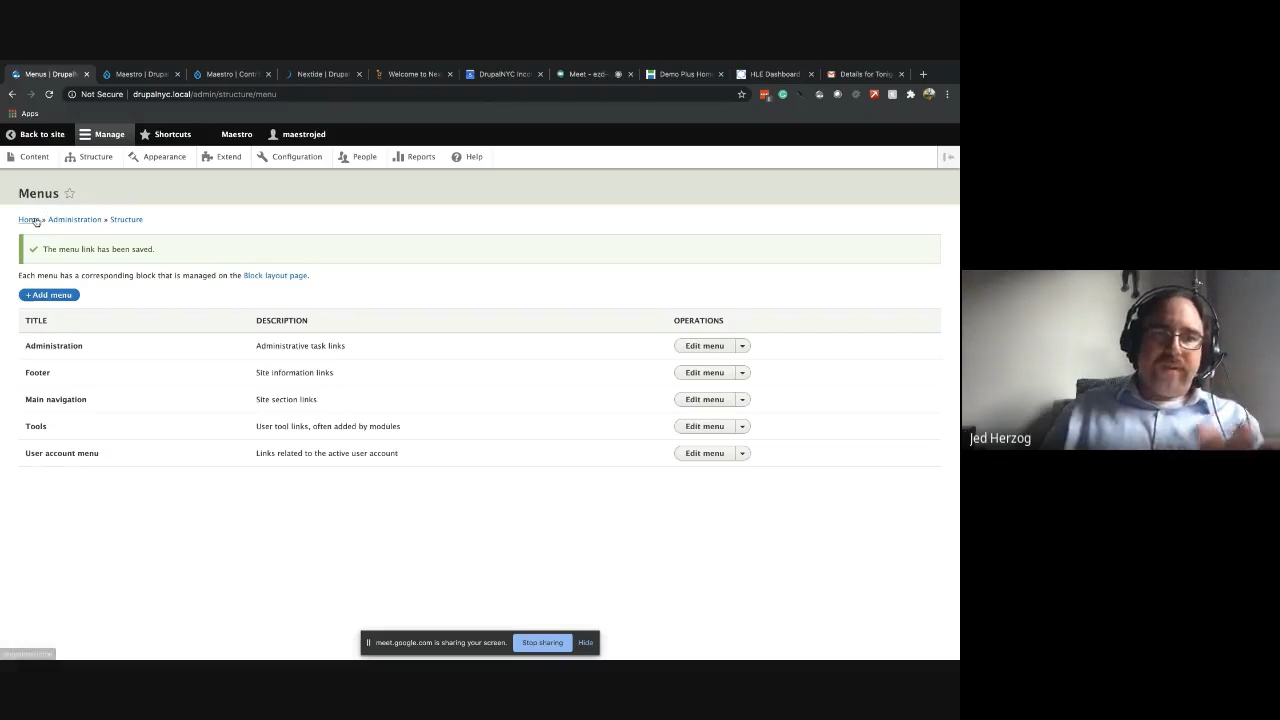 Menus | Drupal
Maestro | Drup
Maestro | Cont
Nextide | Drupal
Welcome to Nex
DrupalNYC Inco
Meet - ezd-
Demo Plus Hom
HLE Dashboard
Details for Tonig
Not Secure drupalnyc.local/admin/structure/menu
Apps
Back to site Manage Shortcuts Maestro maestrojed
Content Structure Appearance Extend Configuration People Reports Help
Menus
Home » Administration » Structure
The menu link has been saved.
Each menu has a corresponding block that is managed on the Block layout page.
+ Add menu
TITLE DESCRIPTION OPERATIONS
Administration Administrative task links Edit menu
Footer Site information links Edit menu
Main navigation Site section links Edit menu
Jed Herzog
Tools User tool links, often added by modules Edit menu
User account menu Links related to the active user account Edit menu
meet.google.com is sharing your screen. Stop sharing Hide